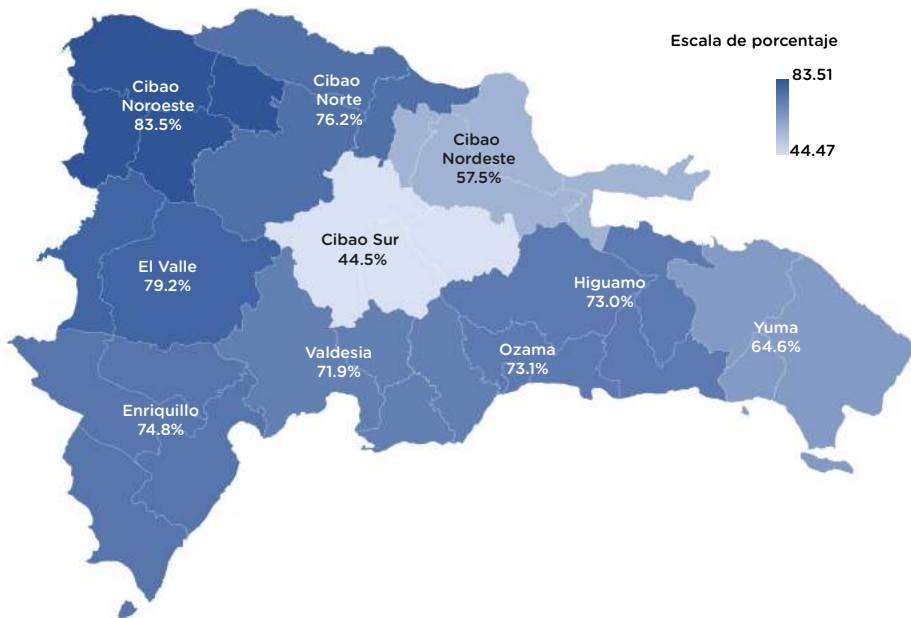 Escala de porcentaje
83.51
44.47
Cibao
Noroeste
83.5%
Cibao
Norte
76.2%
Cibao
Nordeste
57.5%
Cibao Sur
44.5%
El Valle
79.2%
Higuamo
73.0%
Yuma
64.6%
Valdesia
71.9%
Ozama
73.1%
Enriquillo
74.8%